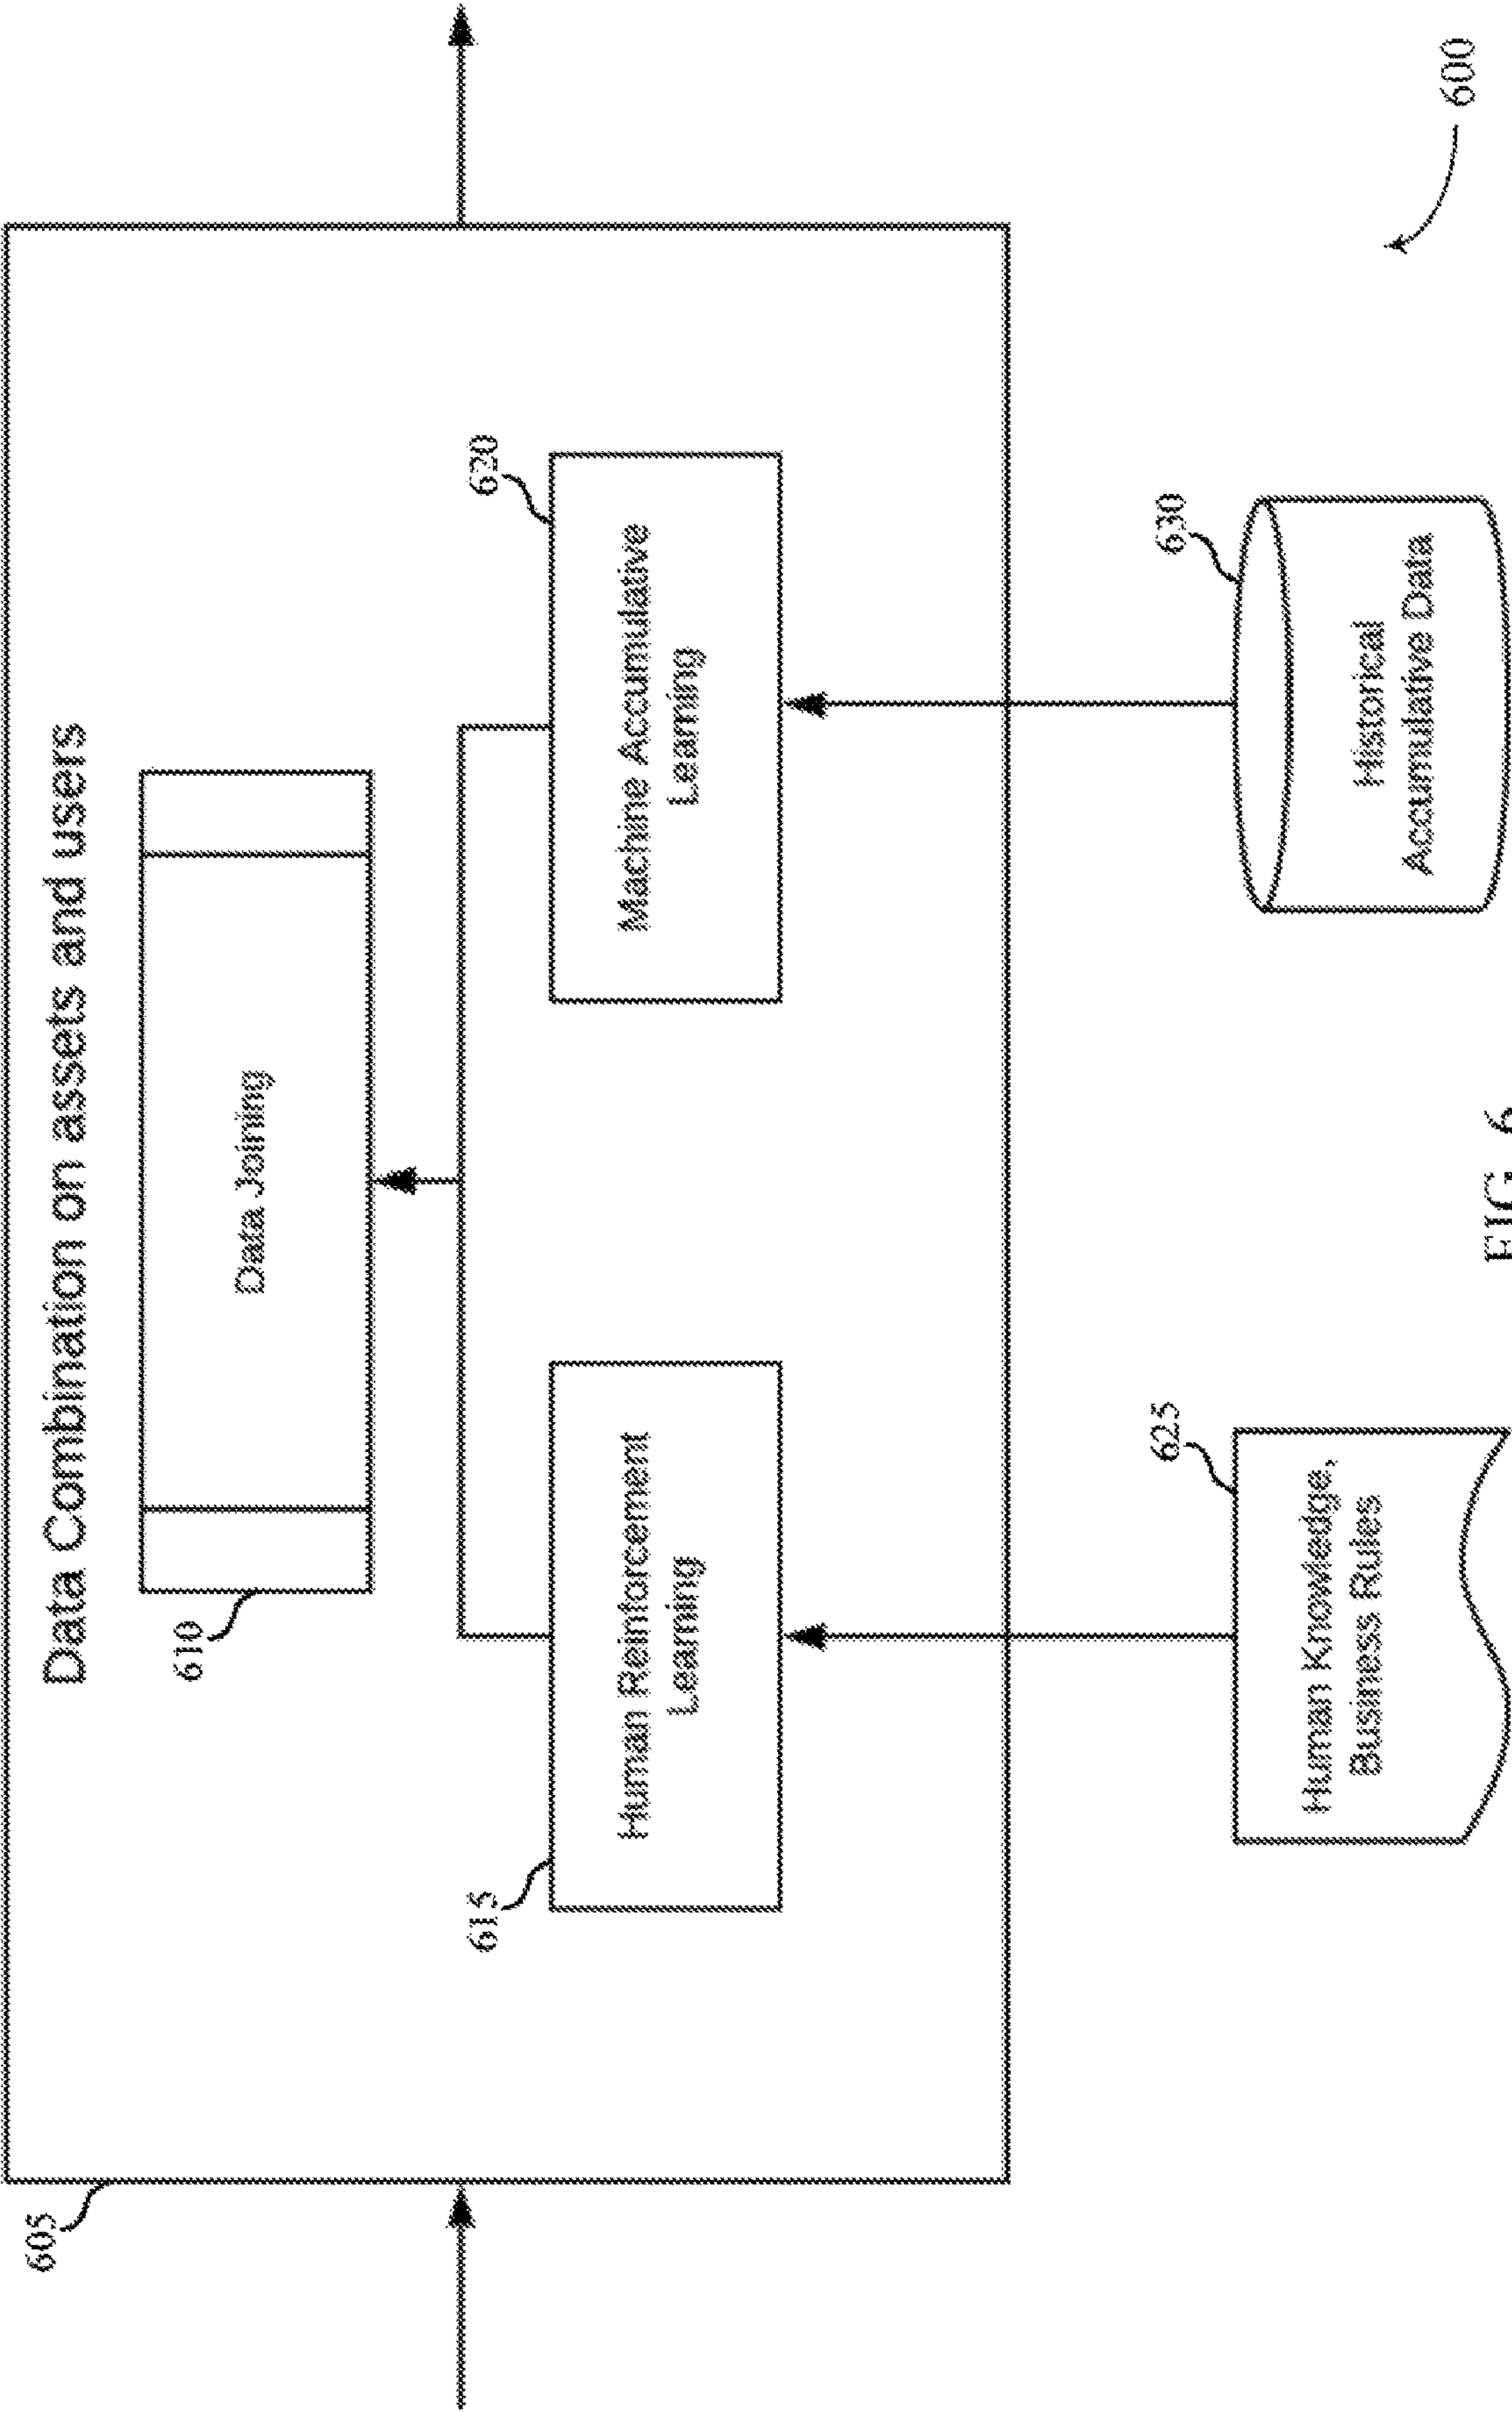 605
Data Combination on assets and users
610
Data Joining
615
Human Reinforcement
Learning
620
Machine Accumulative
Learning
625
Human Knowledge,
Business Rules
630
Historical
Accumulative Data
600
FIG. 6